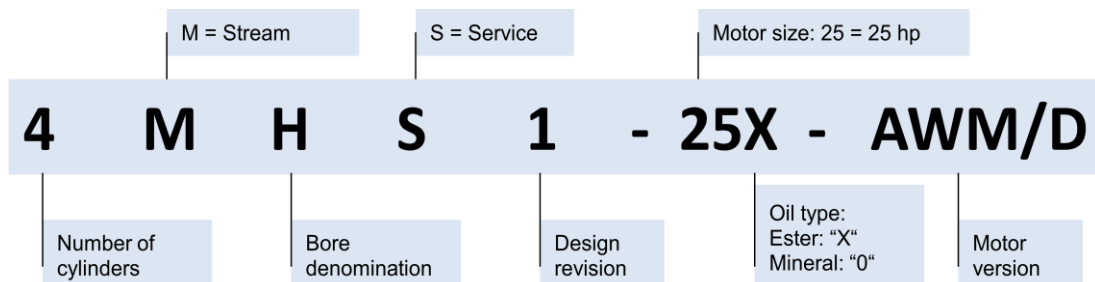 M = Stream
S = Service
Motor size: 25 = 25 hp
4 M H S 1 - 25X - AWM/D
Number of
cylinders
Bore
denomination
Design
revision
Oil type:
Ester: “X“
Mineral: “0“
Motor
version